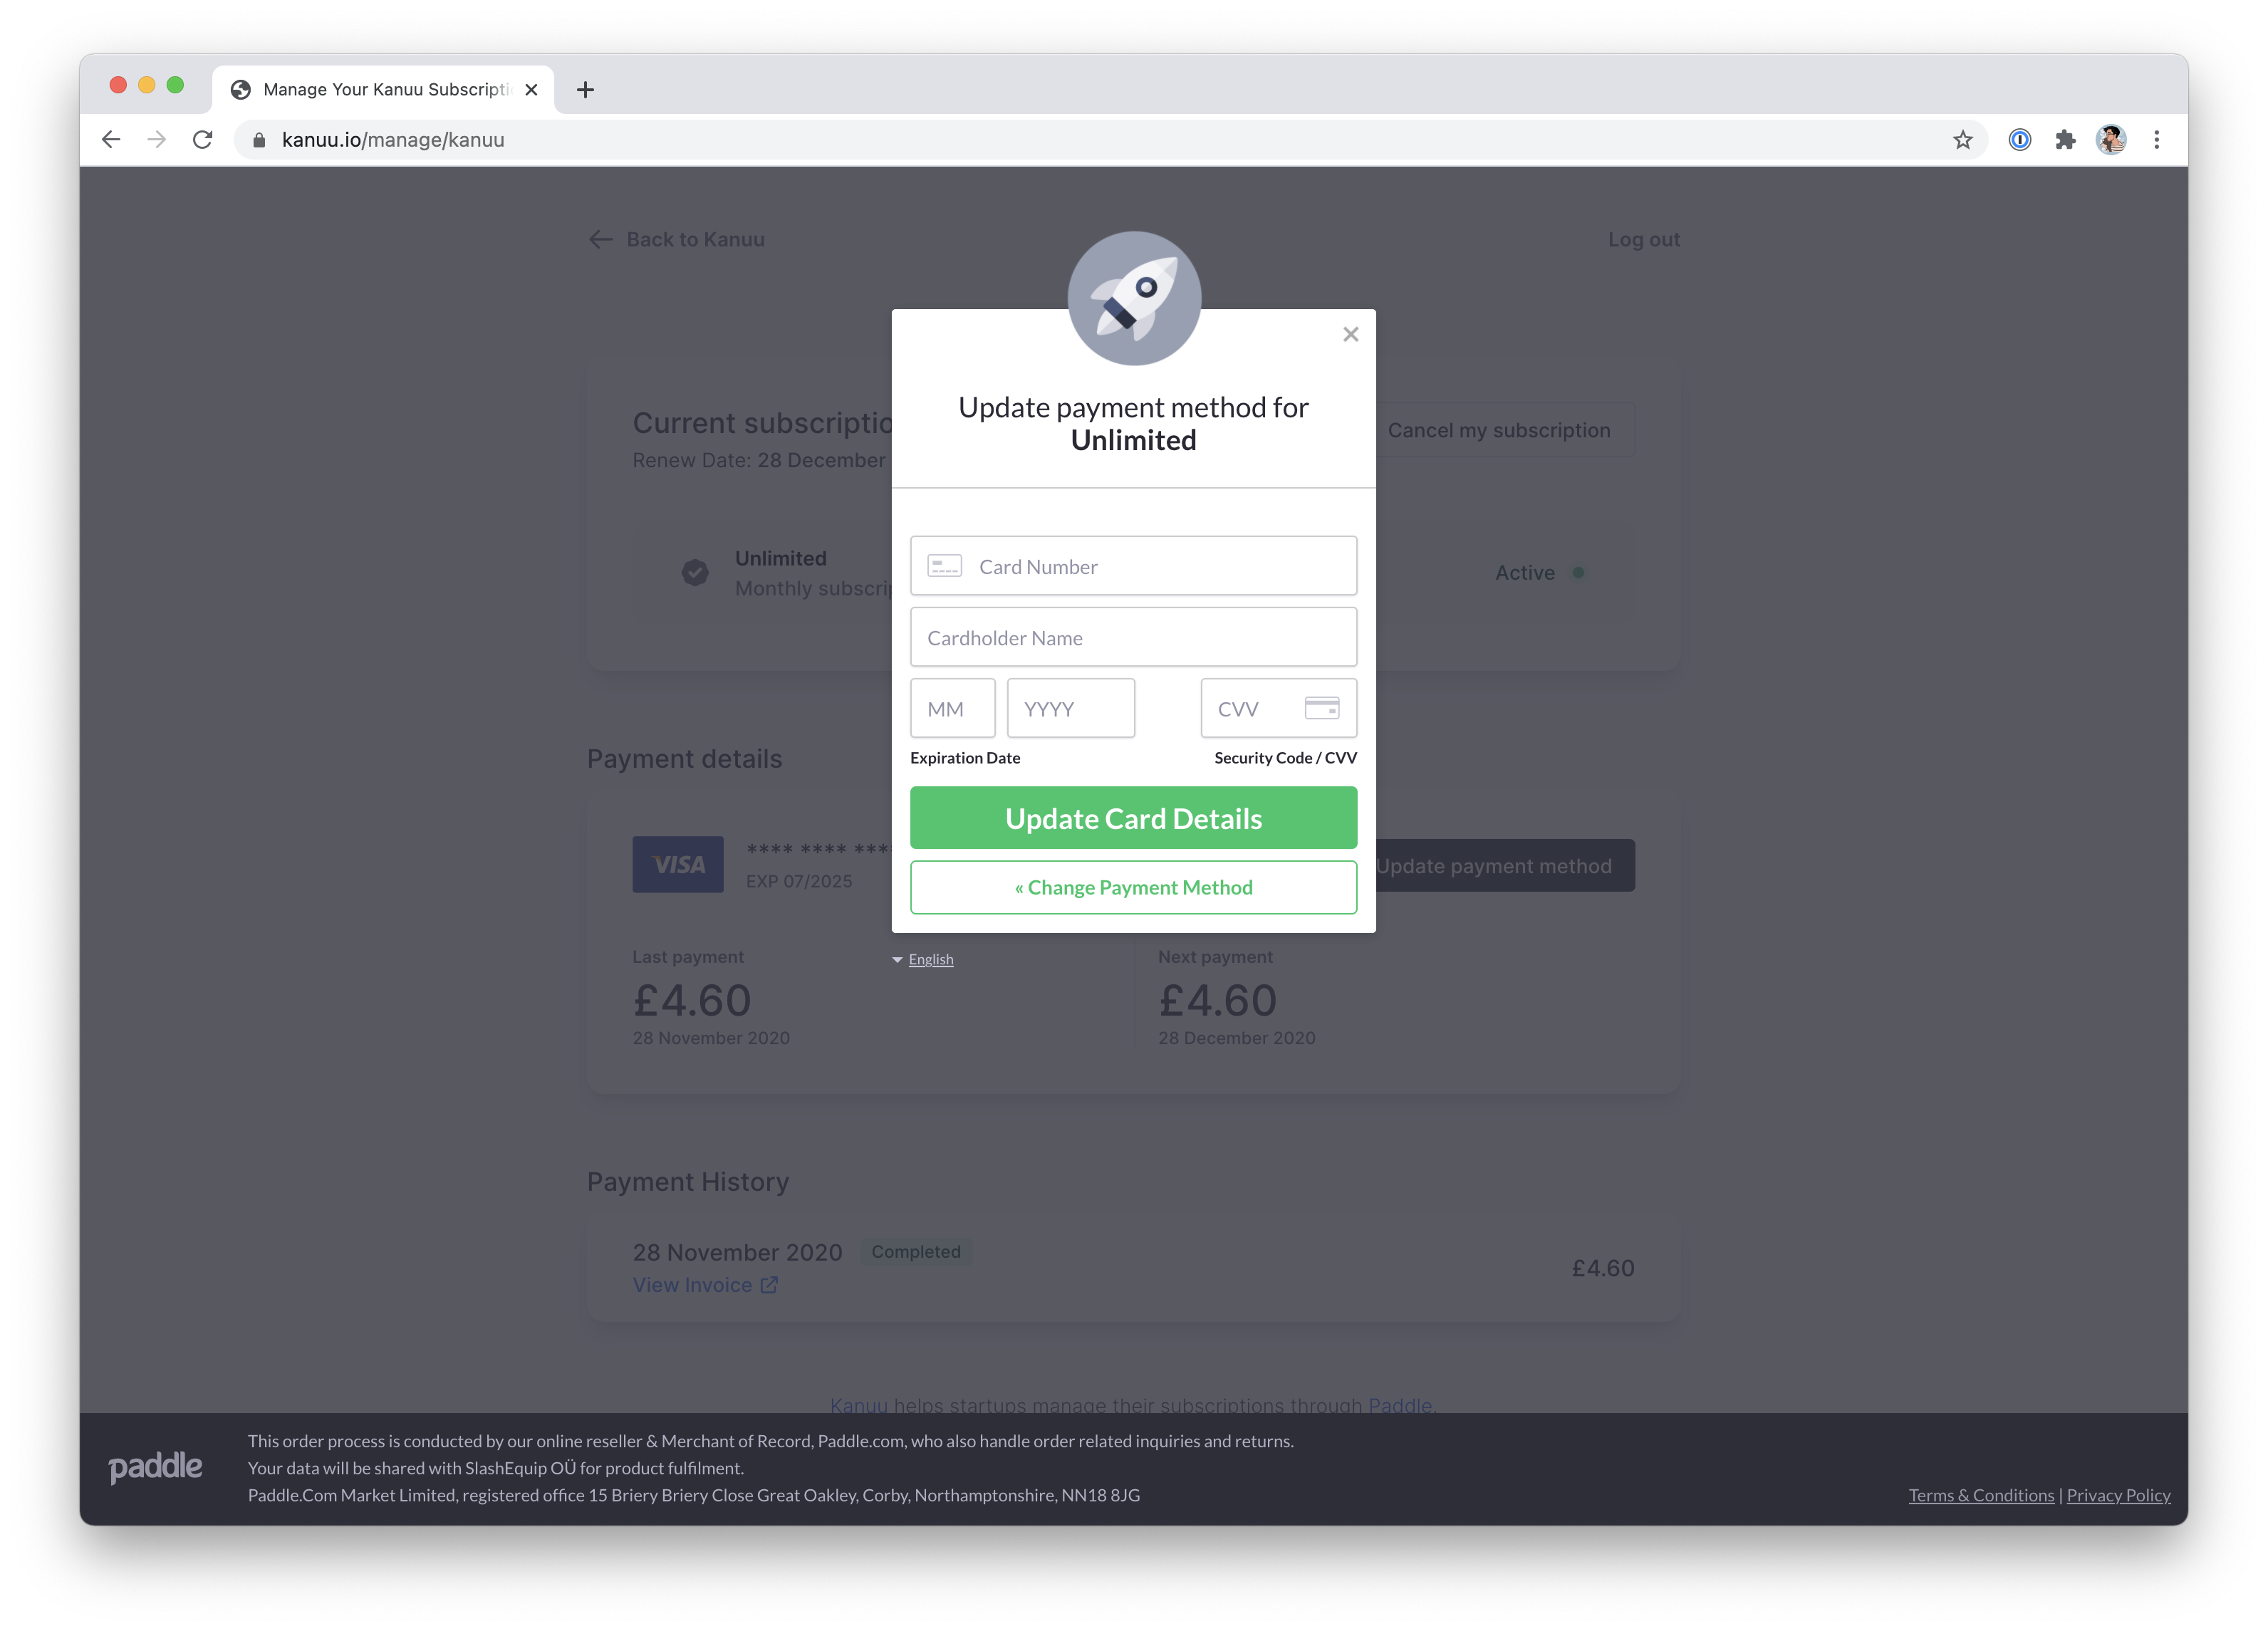 Manage Your Kanuu Subscripti
kanuu.io/manage/kanuu
Back to Kanuu
Log out
Update payment method for
Unlimited
Current subscriptio
Renew Date: 28 December
Cancel my subscription
Unlimited
Monthly subscrip
Active
Card Number
Cardholder Name
MM
YYYY
CVV
Expiration Date
Security Code / CVV
Update Card Details
« Change Payment Method
English
Payment details
VISA
**** **** ***
EXP 07/2025
Update payment method
Last payment
£4.60
28 November 2020
Next payment
£4.60
28 December 2020
Payment History
28 November 2020 Completed
View Invoice
£4.60
Kanuu helps startups manage their subscriptions through Paddle.
paddle
This order process is conducted by our online reseller & Merchant of Record, Paddle.com, who also handle order related inquiries and returns.
Your data will be shared with SlashEquip OÜ for product fulfilment.
Paddle.Com Market Limited, registered office 15 Briery Briery Close Great Oakley, Corby, Northamptonshire, NN18 8JG
Terms & Conditions | Privacy Policy